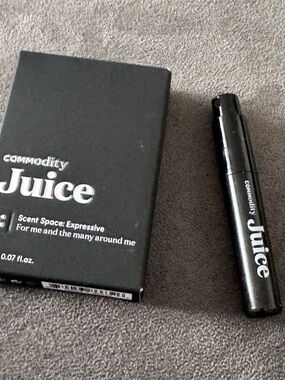 COMMODITY
Juice
Scent Space: Expressive
For me and the many around me
0.07 fl.oz.
COMMODITY
Juice